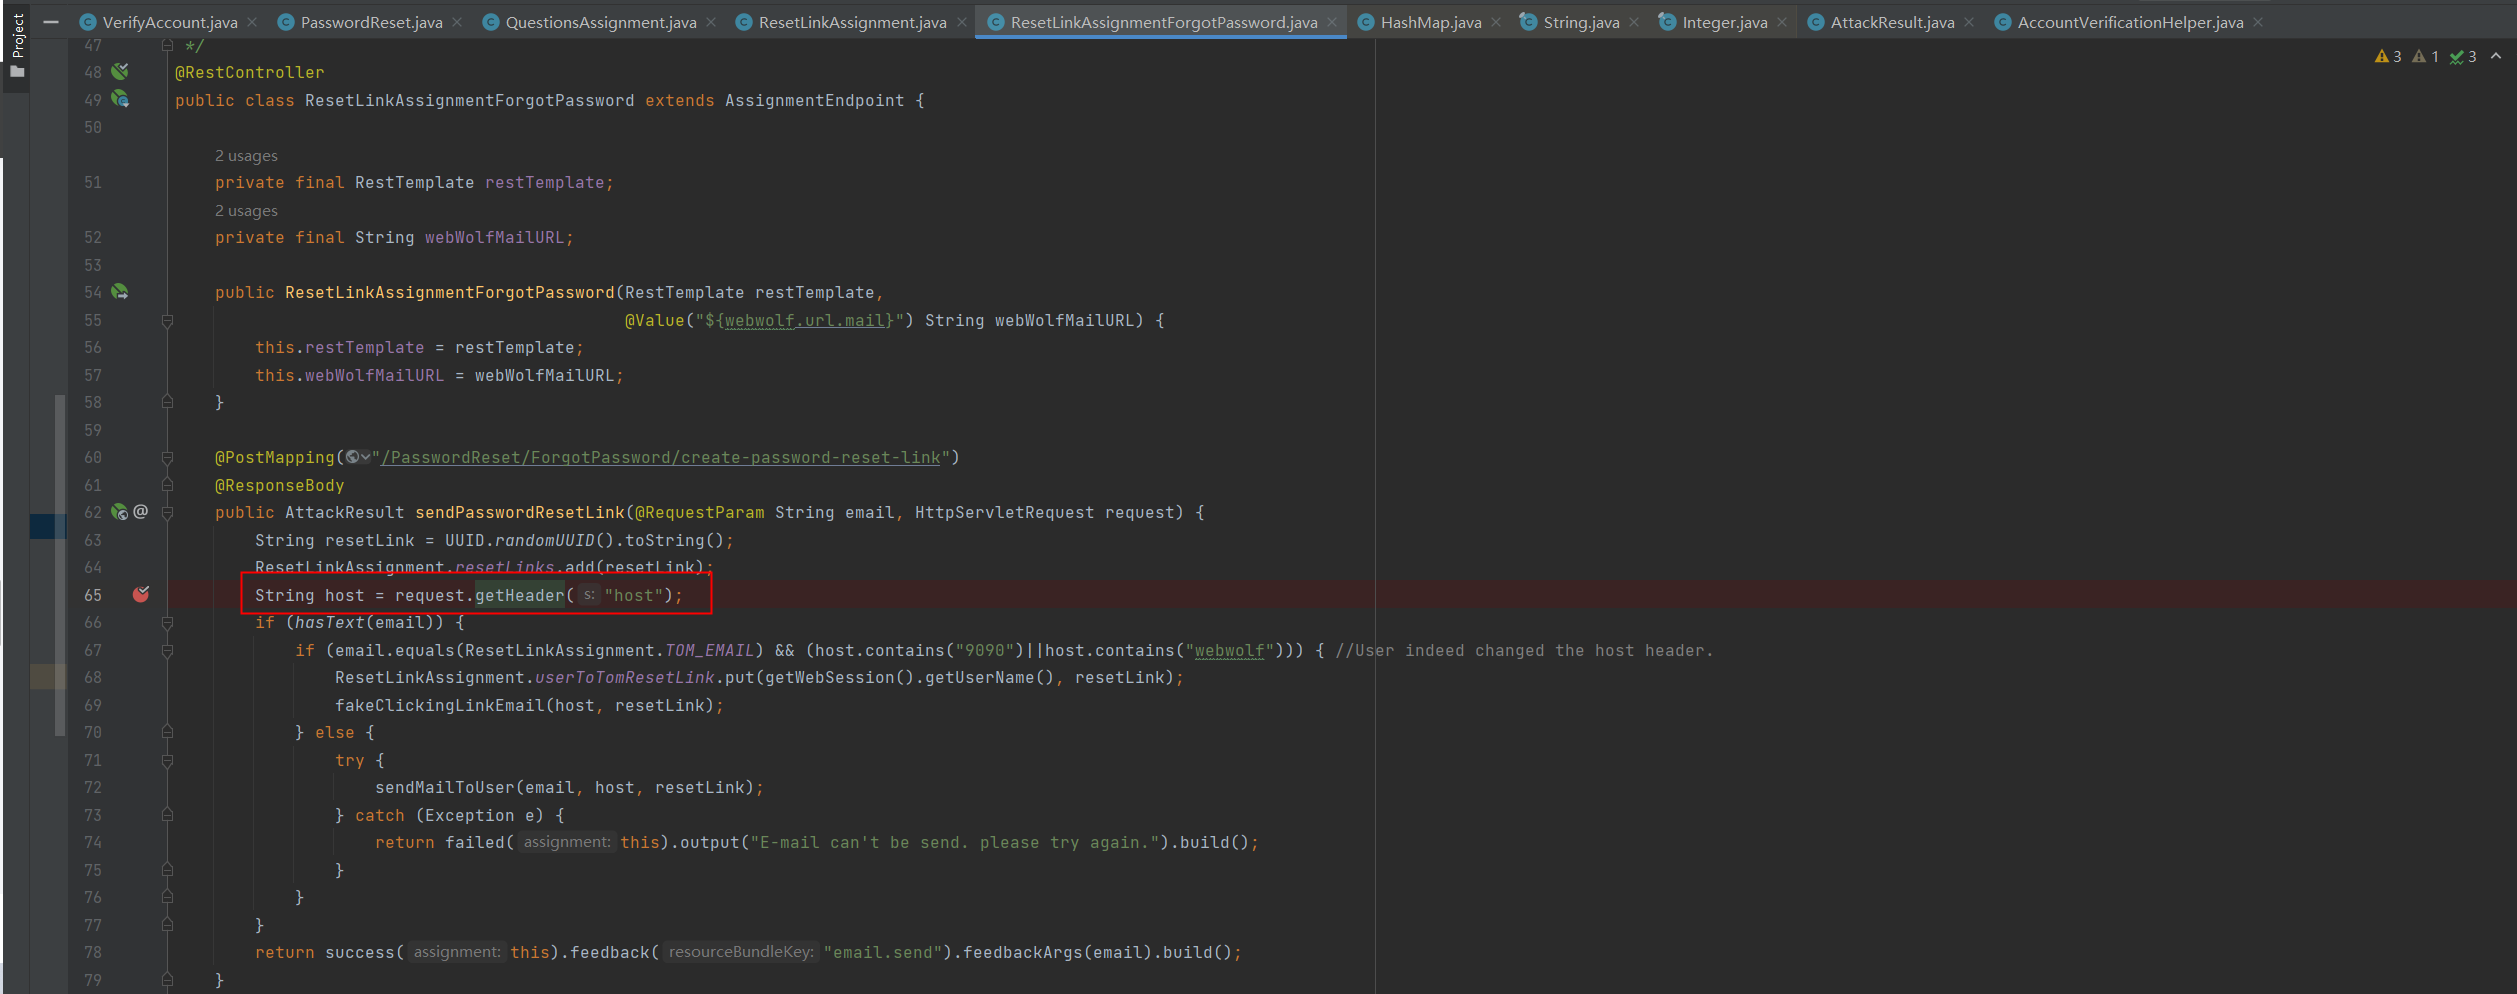 Project
VerifyAccount.java PasswordReset.java QuestionsAssignment.java ResetLinkAssignment.java ResetLinkAssignmentForgotPassword.java HashMap.java String.java Integer.java AttackResult.java AccountVerificationHelper.java
3 1 3
47 */
48 @RestController
49 public class ResetLinkAssignmentForgotPassword extends AssignmentEndpoint {
50
2 usages
51 private final RestTemplate restTemplate;
2 usages
52 private final String webWolfMailURL;
53
54 public ResetLinkAssignmentForgotPassword(RestTemplate restTemplate,
55 @Value("${webwolf.url.mail}") String webWolfMailURL) {
56 this.restTemplate = restTemplate;
57 this.webWolfMailURL = webWolfMailURL;
58 }
59
60 @PostMapping("/PasswordReset/ForgotPassword/create-password-reset-link")
61 @ResponseBody
62 @ public AttackResult sendPasswordResetLink(@RequestParam String email, HttpServletRequest request) {
63 String resetLink = UUID.randomUUID().toString();
64 ResetLinkAssignment.resetLinks.add(resetLink);
65 String host = request.getHeader( s: "host");
66 if (hasText(email)) {
67 if (email.equals(ResetLinkAssignment.TOM_EMAIL) && (host.contains("9090")||host.contains("webwolf"))) { //User indeed changed the host header.
68 ResetLinkAssignment.userToTomResetLink.put(getWebSession().getUserName(), resetLink);
69 fakeClickingLinkEmail(host, resetLink);
70 } else {
71 try {
72 sendMailToUser(email, host, resetLink);
73 } catch (Exception e) {
74 return failed( assignment: this).output("E-mail can't be send. please try again.").build();
75 }
76 }
77 }
78 return success( assignment: this).feedback( resourceBundleKey: "email.send").feedbackArgs(email).build();
79 }